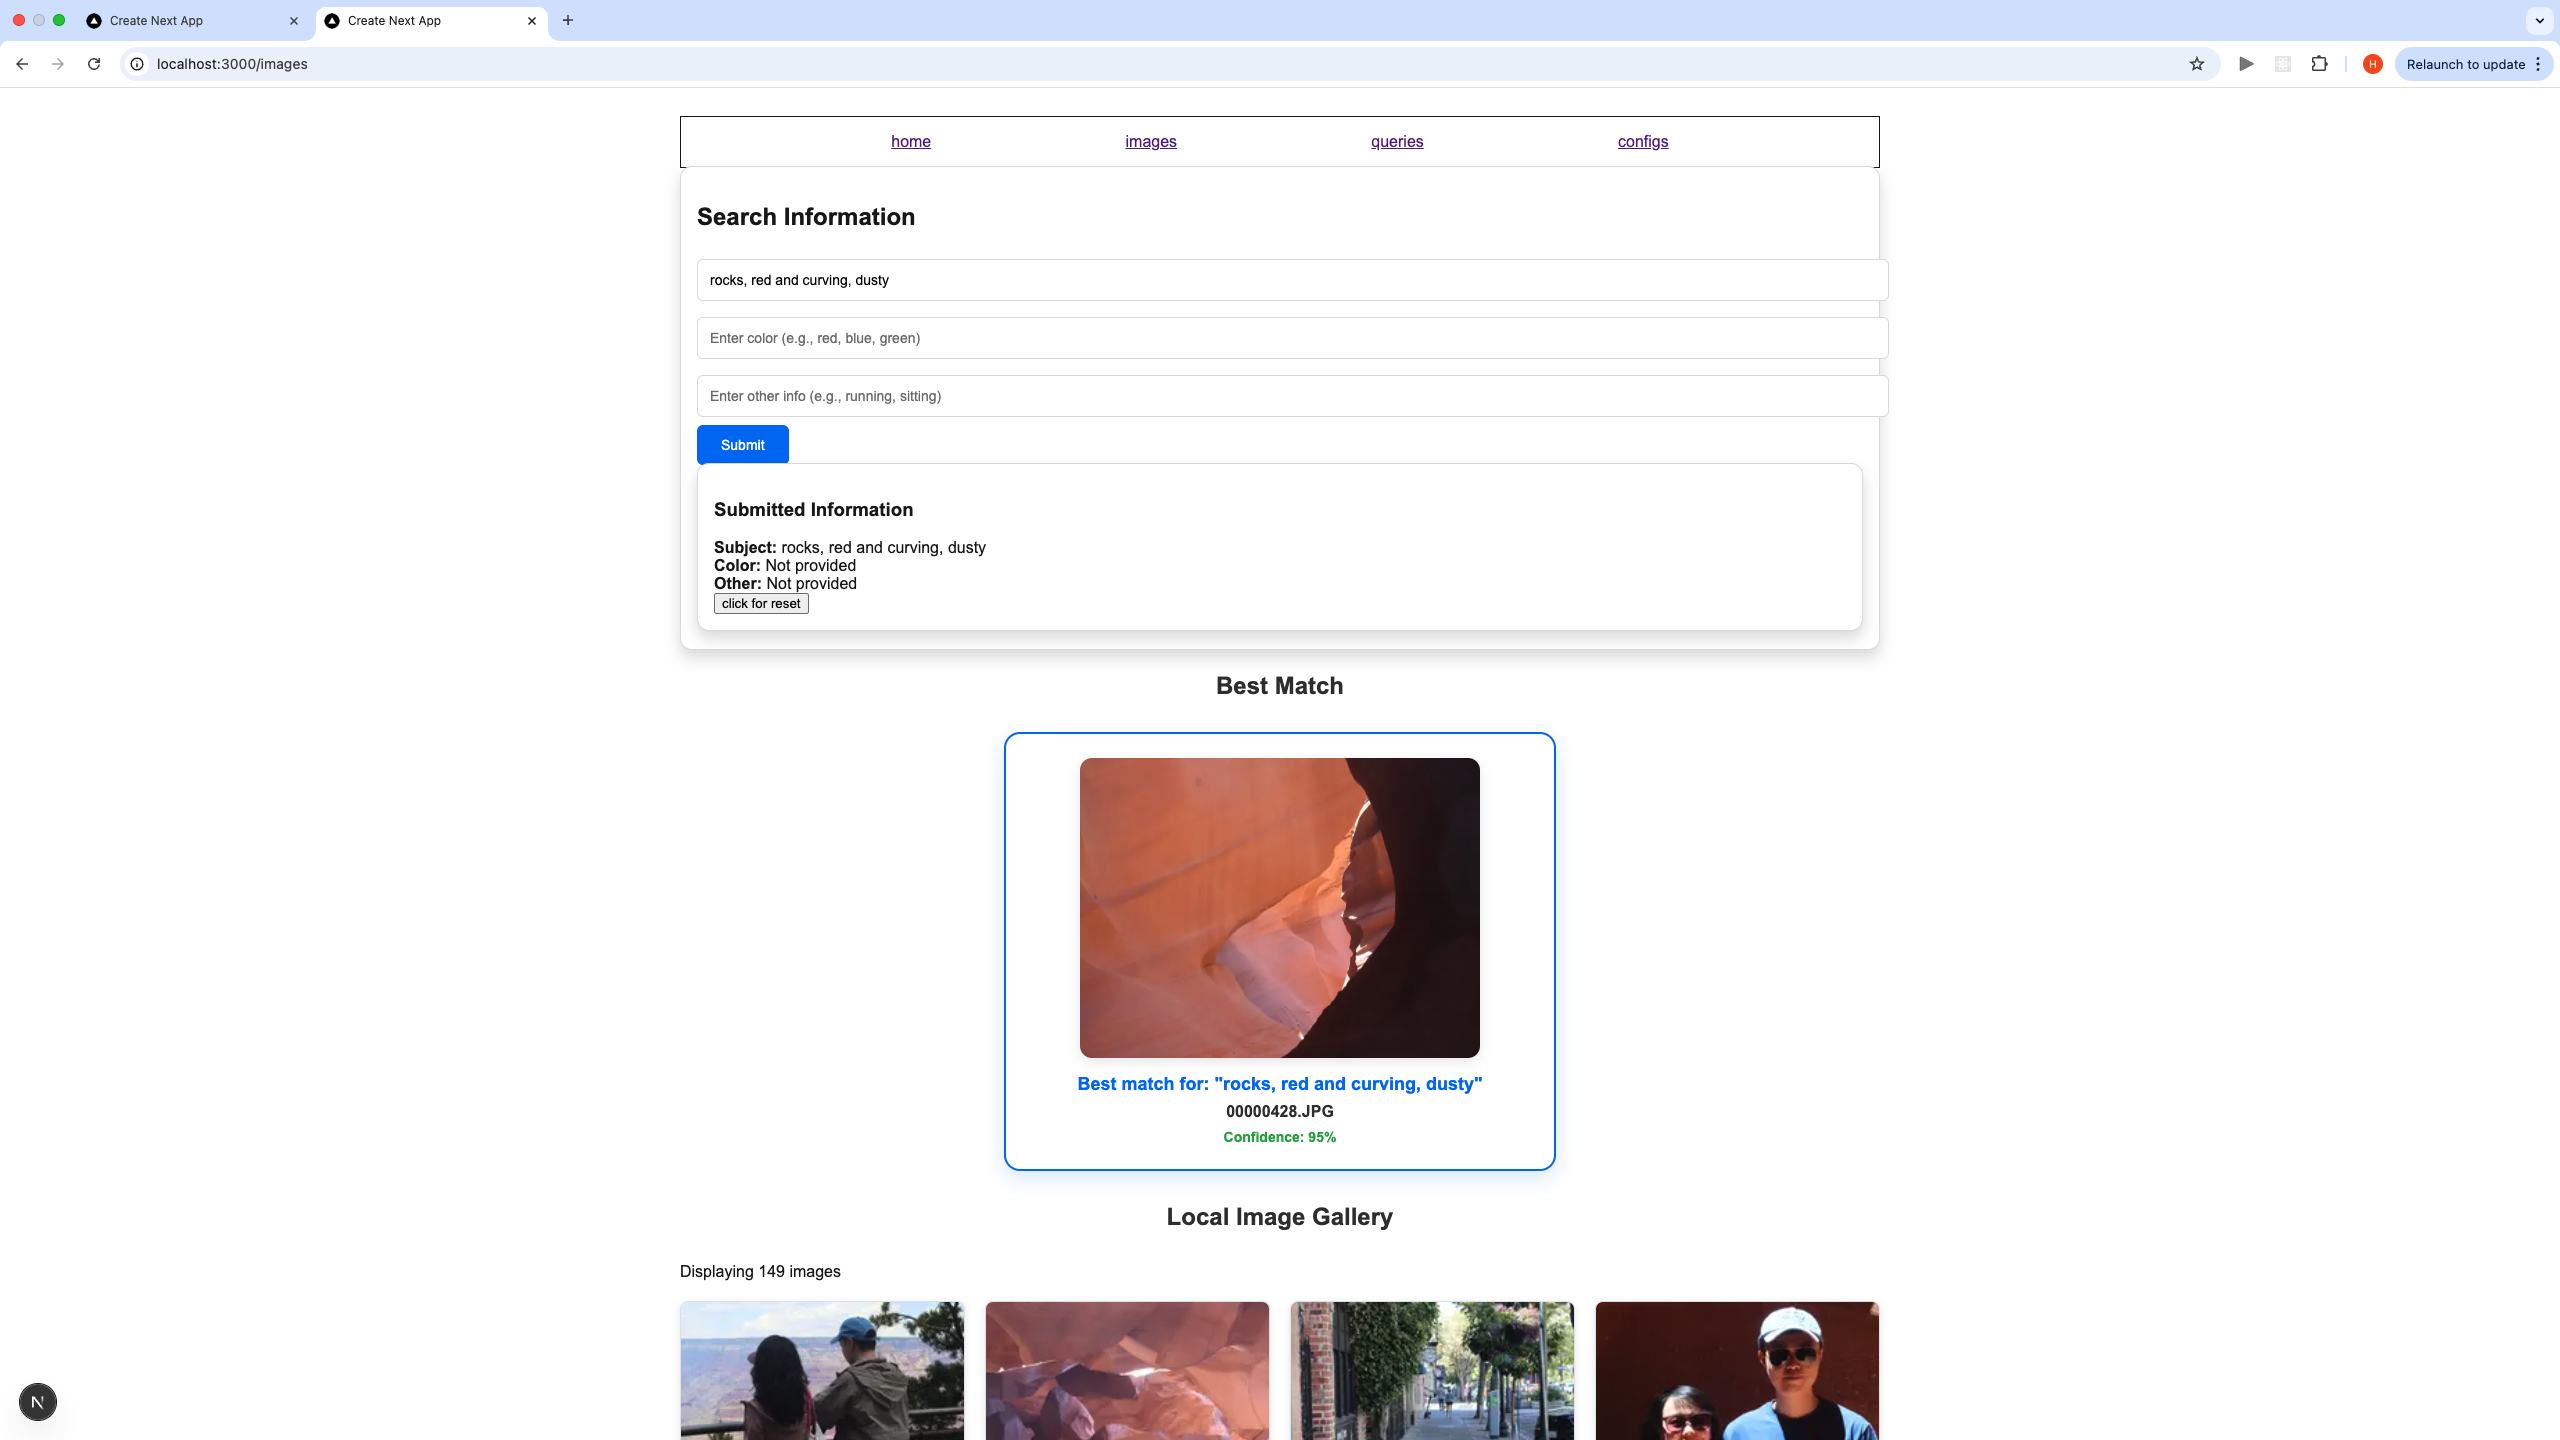 Create Next App
Create Next App
localhost:3000/images
H
Relaunch to update
home images queries configs
Search Information
rocks, red and curving, dusty
Enter color (e.g., red, blue, green)
Enter other info (e.g., running, sitting)
Submit
Submitted Information
Subject: rocks, red and curving, dusty
Color: Not provided
Other: Not provided
click for reset
Best Match
Best match for: "rocks, red and curving, dusty"
00000428.JPG
Confidence: 95%
Local Image Gallery
Displaying 149 images
N